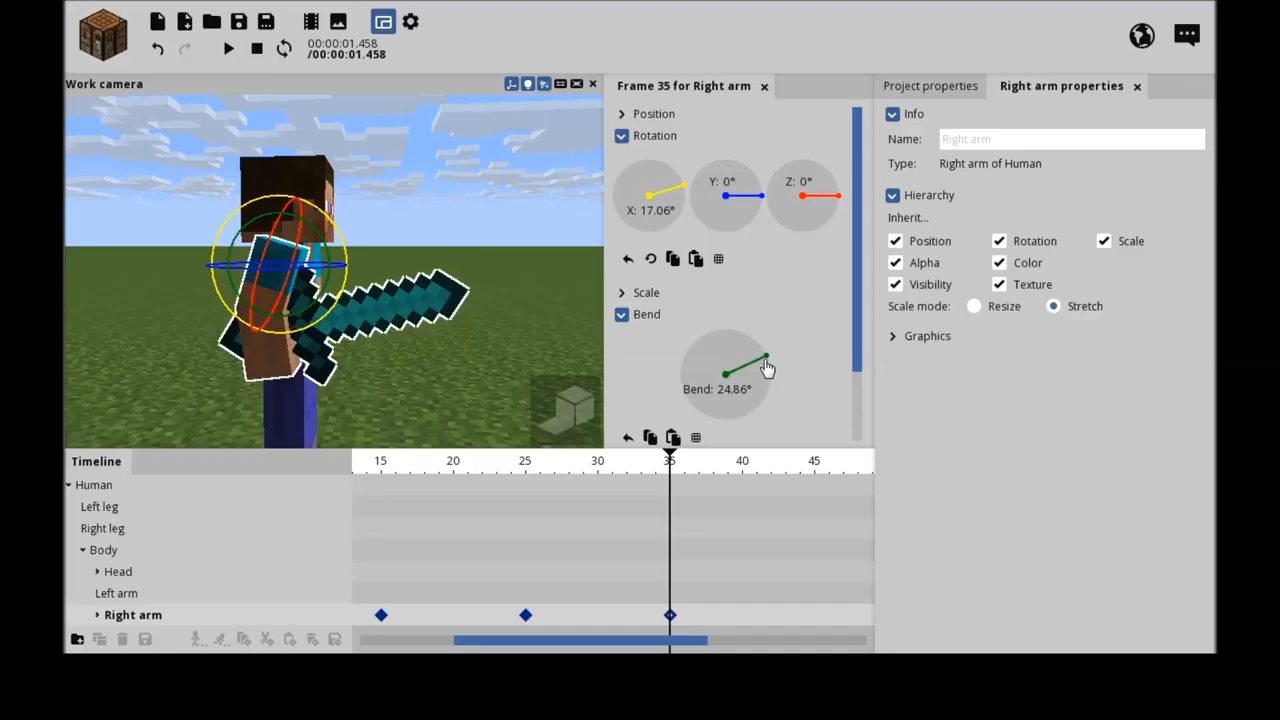 00:00:01.458
/00:00:01.458
Work camera
Frame 35 for Right arm
Position
Rotation
X: 17.06°
Y: 0°
Z: 0°
Scale
Bend
Bend: 24.86°
Project properties
Right arm properties
Info
Name: Right arm
Type: Right arm of Human
Hierarchy
Inherit...
Position Rotation Scale
Alpha Color
Visibility Texture
Scale mode: Resize Stretch
Graphics
Timeline
15 20 25 30 35 40 45
Human
Left leg
Right leg
Body
Head
Left arm
Right arm